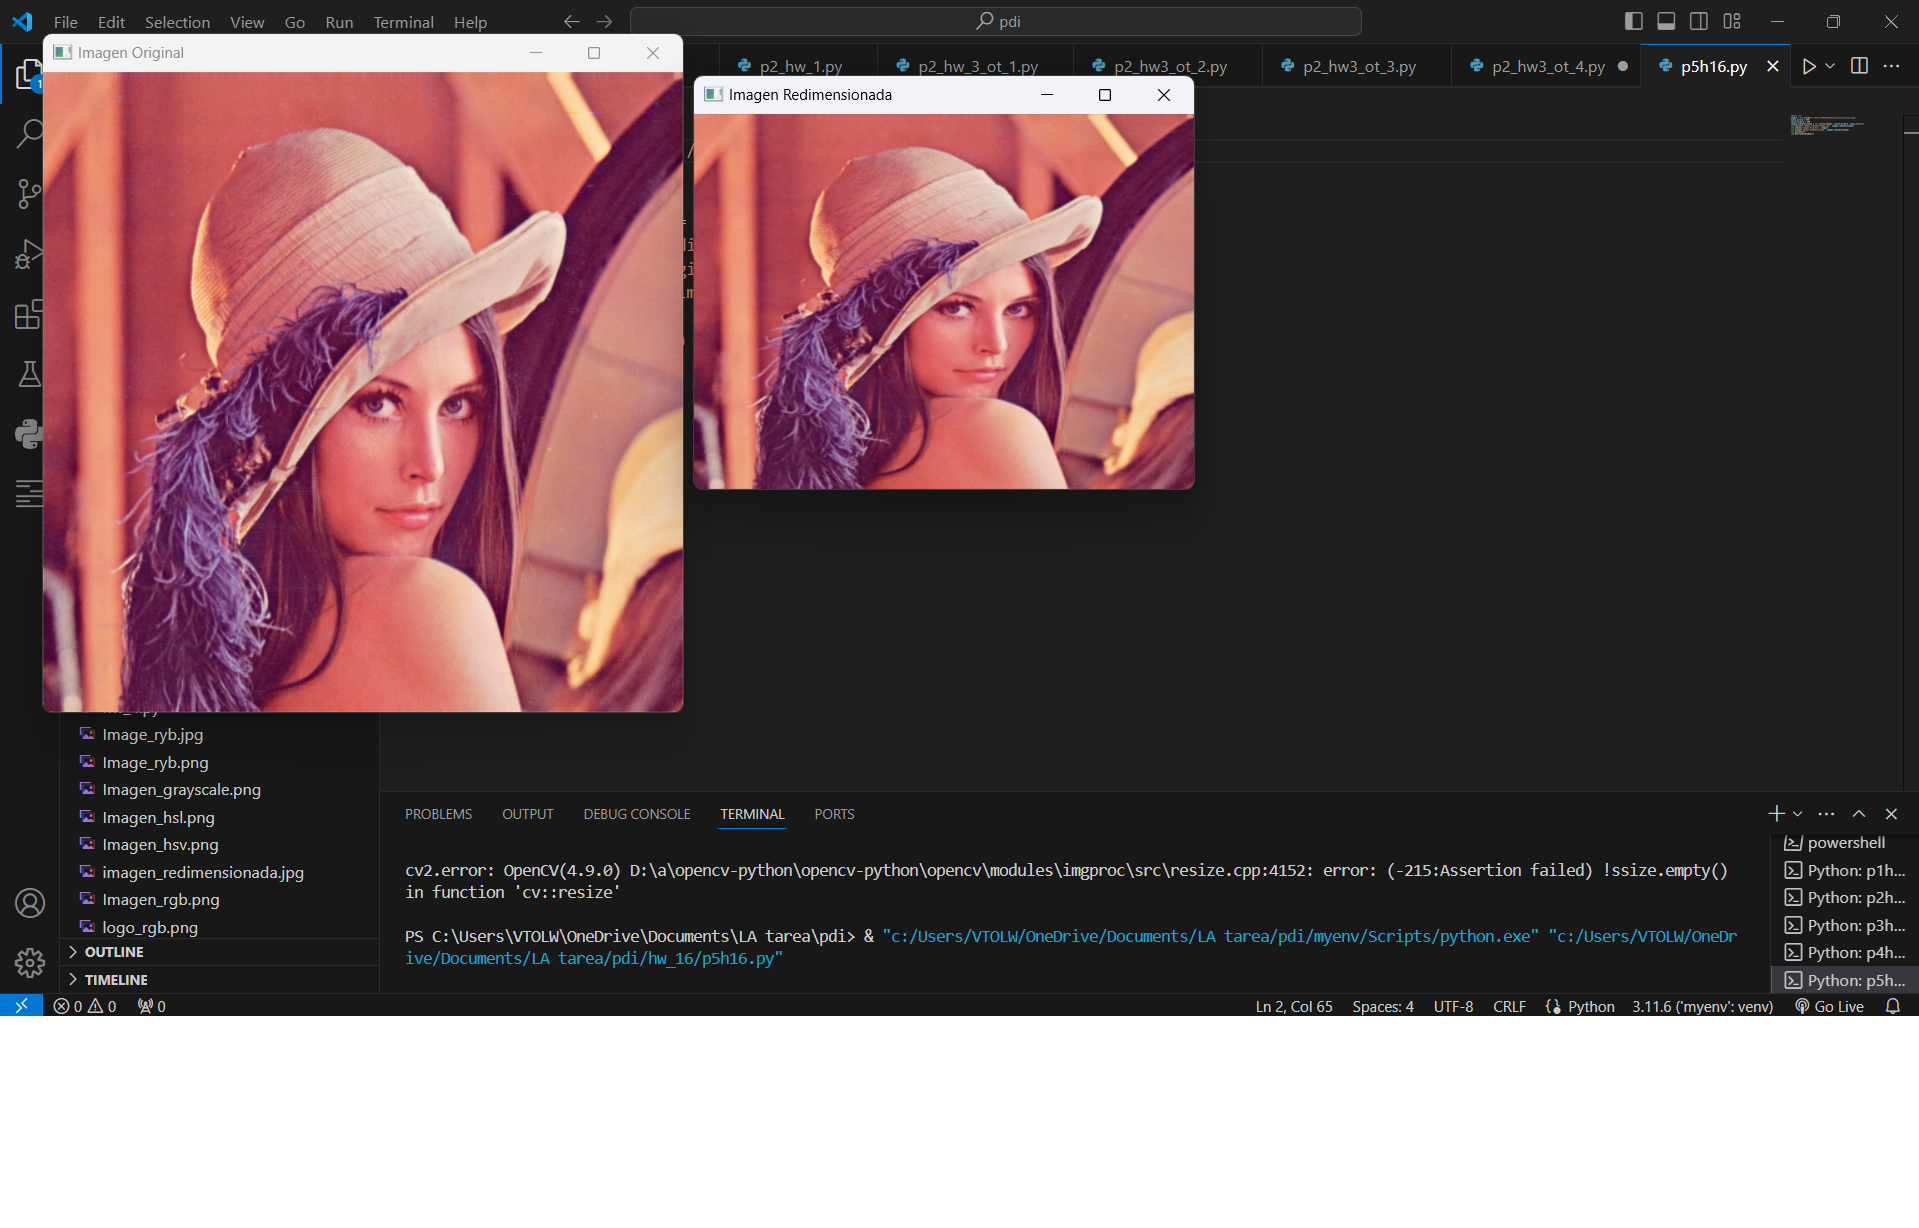 File Edit Selection View Go Run Terminal Help
pdi
Imagen Original
p2_hw_1.py
p2_hw_3_ot_1.py
p2_hw3_ot_2.py
p2_hw3_ot_3.py
p2_hw3_ot_4.py
p5h16.py
1
Imagen Redimensionada
Image_ryb.jpg
Image_ryb.png
Imagen_grayscale.png
Imagen_hsl.png
Imagen_hsv.png
imagen_redimensionada.jpg
Imagen_rgb.png
logo_rgb.png
OUTLINE
TIMELINE
PROBLEMS OUTPUT DEBUG CONSOLE TERMINAL PORTS
cv2.error: OpenCV(4.9.0) D:\a\opencv-python\opencv-python\opencv\modules\imgproc\src\resize.cpp:4152: error: (-215:Assertion failed) !ssize.empty()
in function 'cv::resize'
PS C:\Users\VTOLW\OneDrive\Documents\LA tarea\pdi> & "c:/Users/VTOLW/OneDrive/Documents/LA tarea/pdi/myenv/Scripts/python.exe" "c:/Users/VTOLW/OneDr
ive/Documents/LA tarea/pdi/hw_16/p5h16.py"
powershell
Python: p1h...
Python: p2h...
Python: p3h...
Python: p4h...
Python: p5h...
0 0 0
Ln 2, Col 65 Spaces: 4 UTF-8 CRLF Python 3.11.6 ('myenv': venv) Go Live